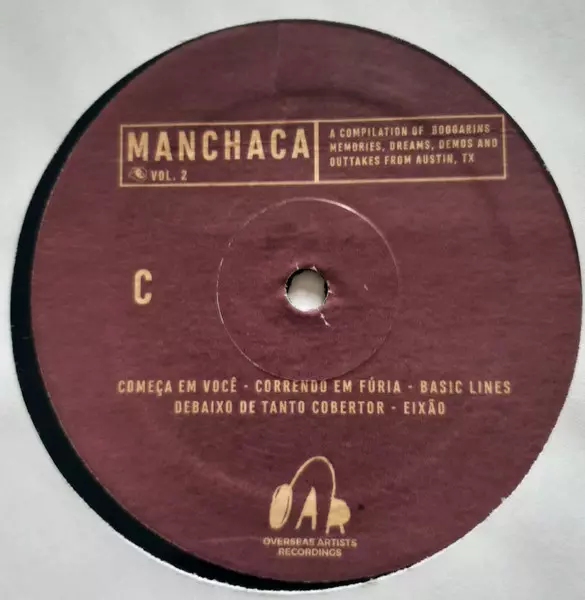 MANCHACA
VOL. 2
A COMPILATION OF BOOGARINS
MEMORIES, DREAMS, DEMOS AND
OUTTAKES FROM AUSTIN, TX
C
COMEÇA EM VOCÊ - CORRENDO EM FÚRIA - BASIC LINES
DEBAIXO DE TANTO COBERTOR - EIXÃO
OAR
OVERSEAS ARTISTS
RECORDINGS